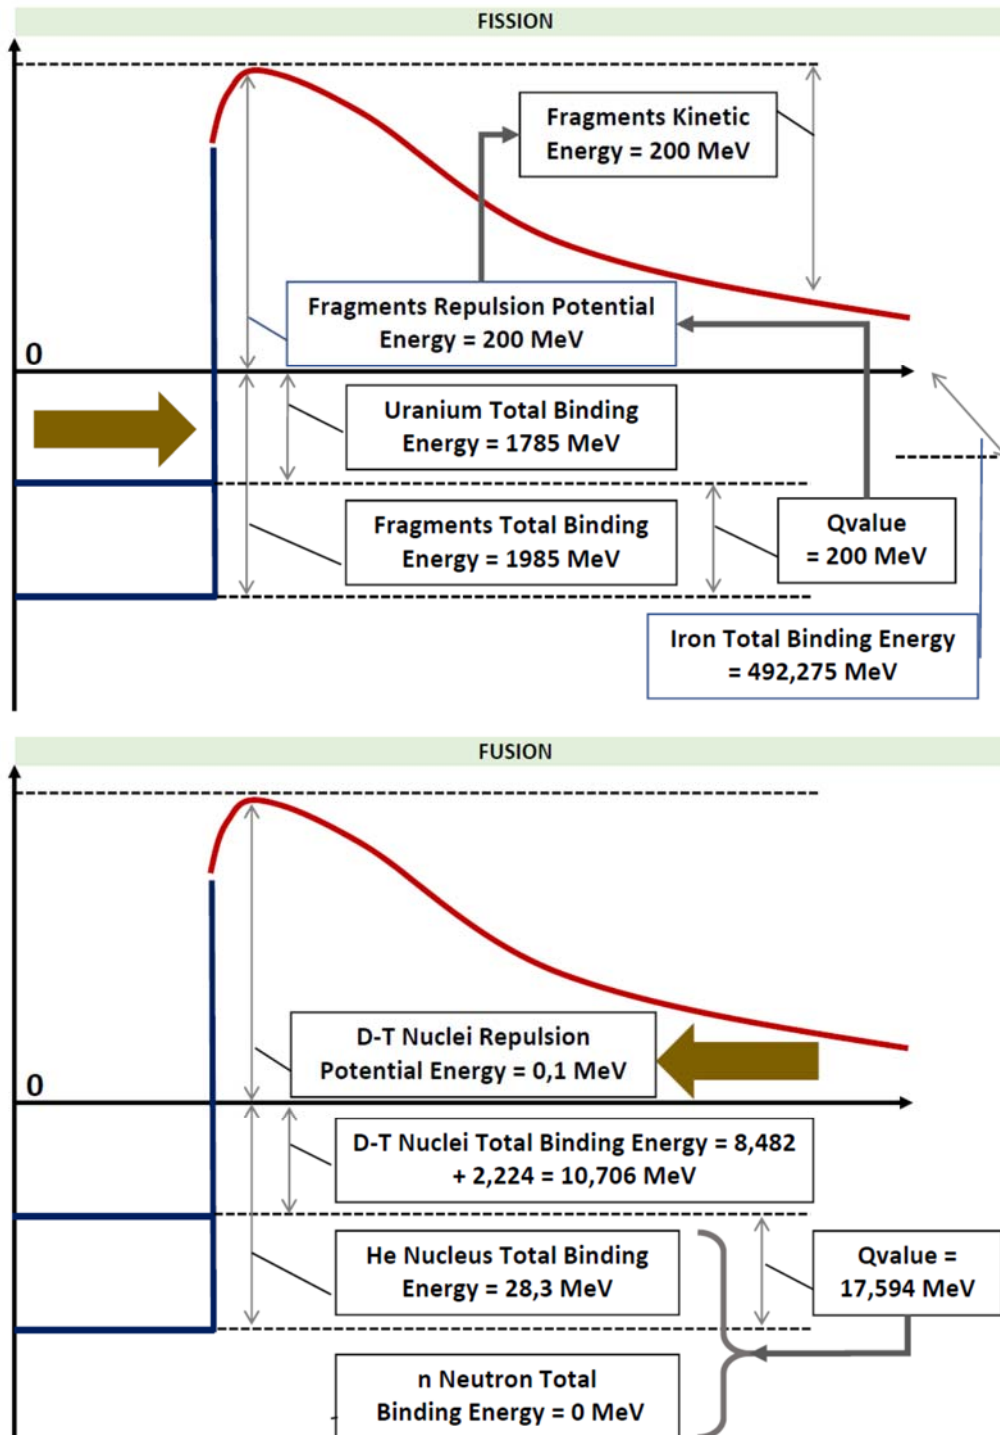 FISSION
Fragments Kinetic
Energy = 200 MeV
Fragments Repulsion Potential
Energy = 200 MeV
0
Uranium Total Binding
Energy = 1785 MeV
Fragments Total Binding
Energy = 1985 MeV
Qvalue
= 200 MeV
Iron Total Binding Energy
= 492,275 MeV
FUSION
D-T Nuclei Repulsion
Potential Energy = 0,1 MeV
0
D-T Nuclei Total Binding Energy = 8,482
+ 2,224 = 10,706 MeV
He Nucleus Total Binding
Energy = 28,3 MeV
Qvalue =
17,594 MeV
n Neutron Total
Binding Energy = 0 MeV